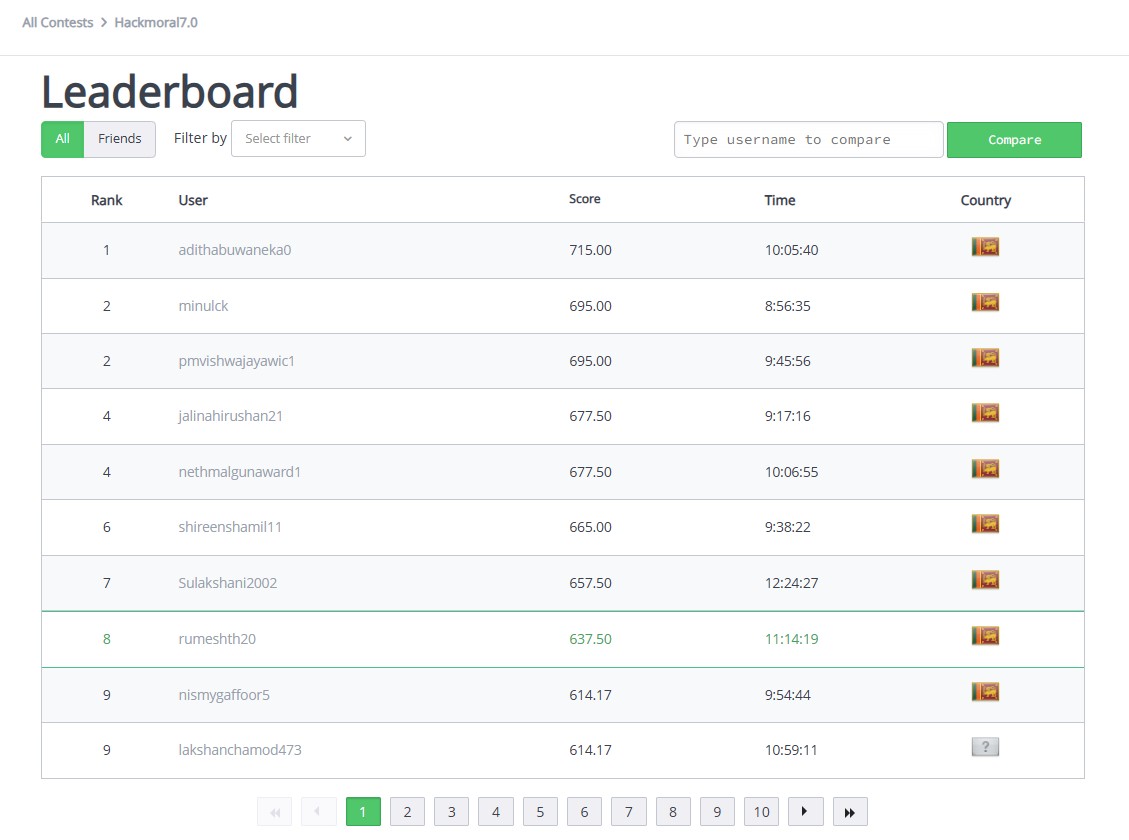 All Contests > Hackmoral7.0
Leaderboard
All Friends Filter by Select filter Type username to compare Compare
Rank User Score Time Country
1 adithabuwaneka0 715.00 10:05:40
2 minulck 695.00 8:56:35
2 pmvishwajayawic1 695.00 9:45:56
4 jalinahirushan21 677.50 9:17:16
4 nethmalgunaward1 677.50 10:06:55
6 shireenshamil11 665.00 9:38:22
7 Sulakshani2002 657.50 12:24:27
8 rumeshth20 637.50 11:14:19
9 nismygaffoor5 614.17 9:54:44
9 lakshanchamod473 614.17 10:59:11 ?
1 2 3 4 5 6 7 8 9 10